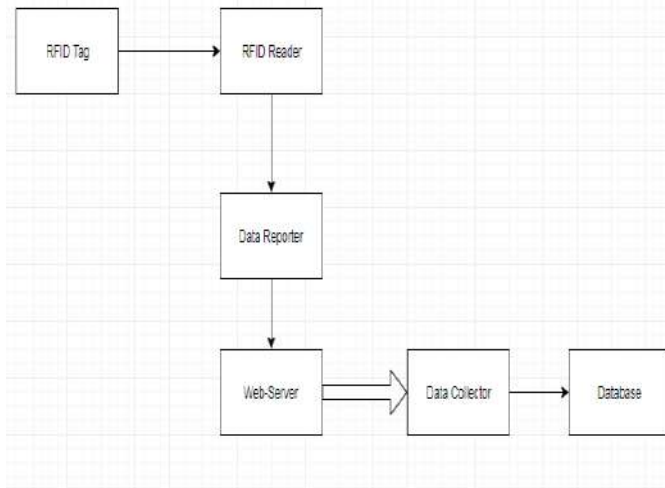 RFID Tag
RFID Reader
Data Reporter
Web-Server
Data Collector
Database